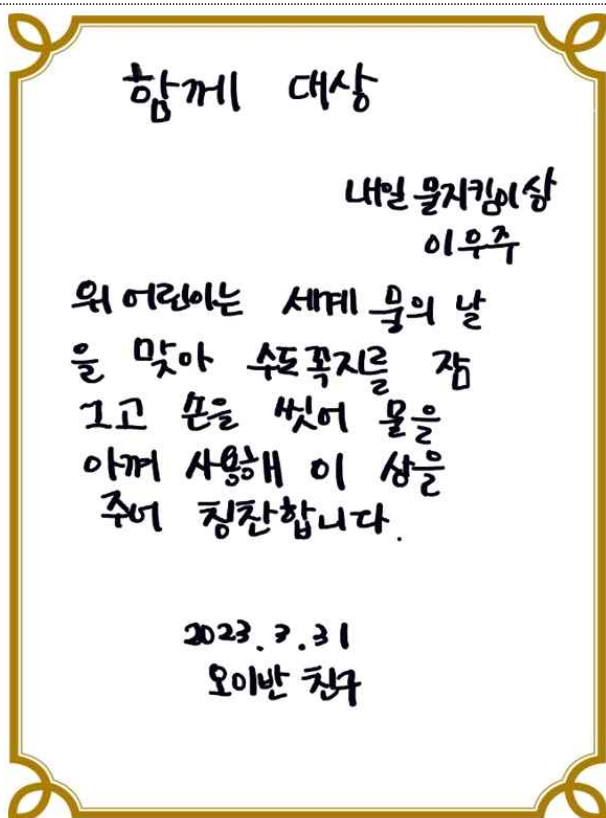 함께 대상
내일 물지킴이상
이우주
위 어린이는 세계 물의 날
을 맞아 수도꼭지를 잠
그고 손을 씻어 물을
아껴 사용해 이 상을
주어 칭찬합니다.
2023.3.31
오이반 친구